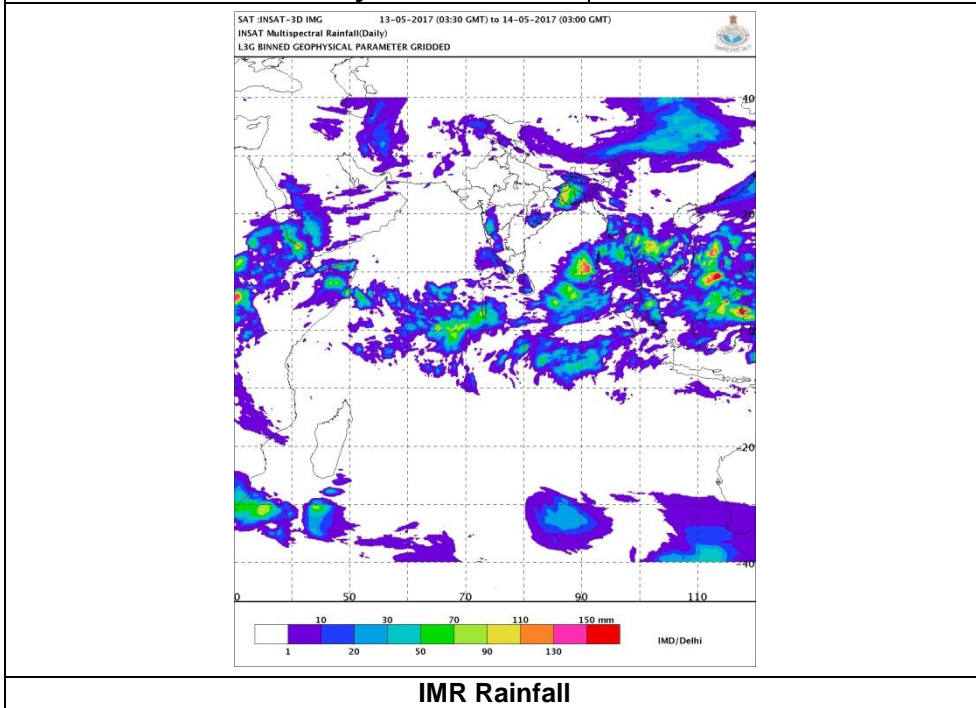 SAT :INSAT-3D IMG 13-05-2017 (03:30 GMT) to 14-05-2017 (03:00 GMT)
INSAT Multispectral Rainfall(Daily)
L3G BINNED GEOPHYSICAL PARAMETER GRIDDED
40
20
0
-20
-40
0 50 70 90 110
10 30 70 110 150 mm
IMD/Delhi
1 20 50 90 130
IMR Rainfall